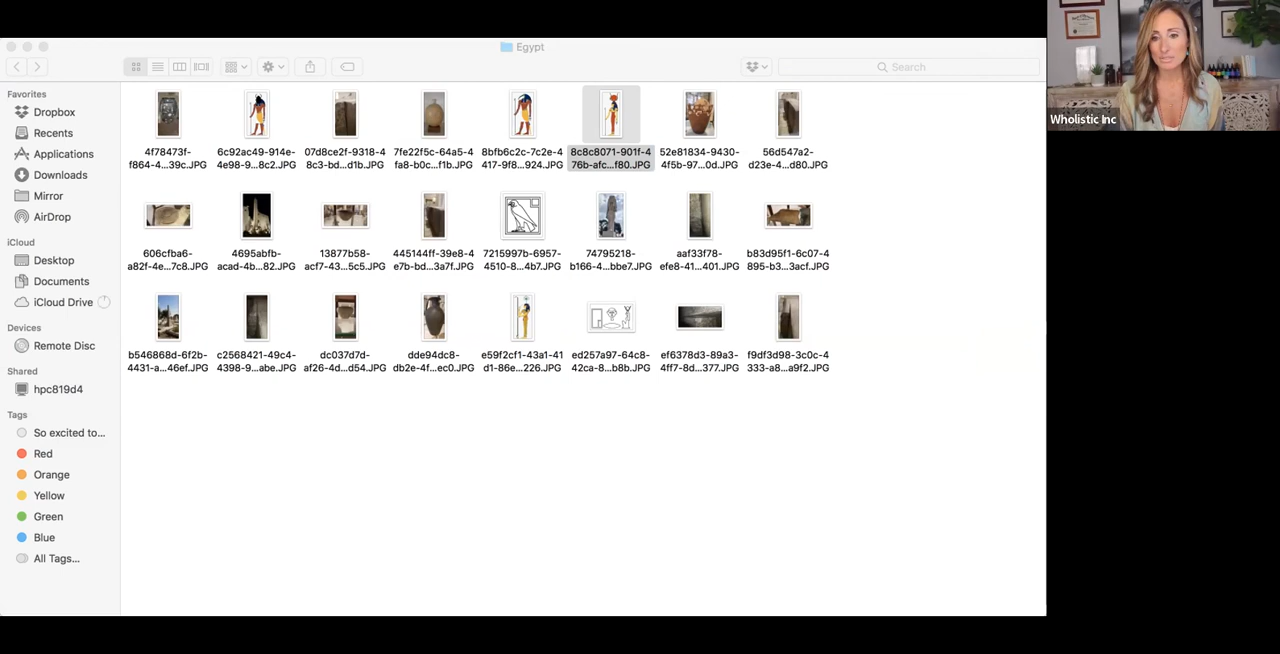 Egypt
Search
Favorites
Dropbox
Recents
Applications
Downloads
Mirror
AirDrop
iCloud
Desktop
Documents
iCloud Drive
Devices
Remote Disc
Shared
hpc819d4
Tags
So excited to...
Red
Orange
Yellow
Green
Blue
All Tags...
4f78473f-
f864-4...39c.JPG
6c92ac49-914e-
4e98-9...8c2.JPG
07d8ce2f-9318-4
8c3-bd...d1b.JPG
7fe22f5c-64a5-4
fa8-b0c...f1b.JPG
8bfb6c2c-7c2e-4
417-9f8...924.JPG
8c8c8071-901f-4
76b-afc...f80.JPG
52e81834-9430-
4f5b-97...0d.JPG
56d547a2-
d23e-4...d80.JPG
606cfba6-
a82f-4e...7c8.JPG
4695abfb-
acad-4b...82.JPG
13877b58-
acf7-43...5c5.JPG
445144ff-39e8-4
e7b-bd...3a7f.JPG
7215997b-6957-
4510-8...4b7.JPG
74795218-
b166-4...bbe7.JPG
aaf33f78-
efe8-41...401.JPG
b83d95f1-6c07-4
895-b3...3acf.JPG
b546868d-6f2b-
4431-a...46ef.JPG
c2568421-49c4-
4398-9...abe.JPG
dc037d7d-
af26-4d...d54.JPG
dde94dc8-
db2e-4f...ec0.JPG
e59f2cf1-43a1-41
d1-86e...226.JPG
ed257a97-64c8-
42ca-8...b8b.JPG
ef6378d3-89a3-
4ff7-8d...377.JPG
f9df3d98-3c0c-4
333-a8...a9f2.JPG
Wholistic Inc